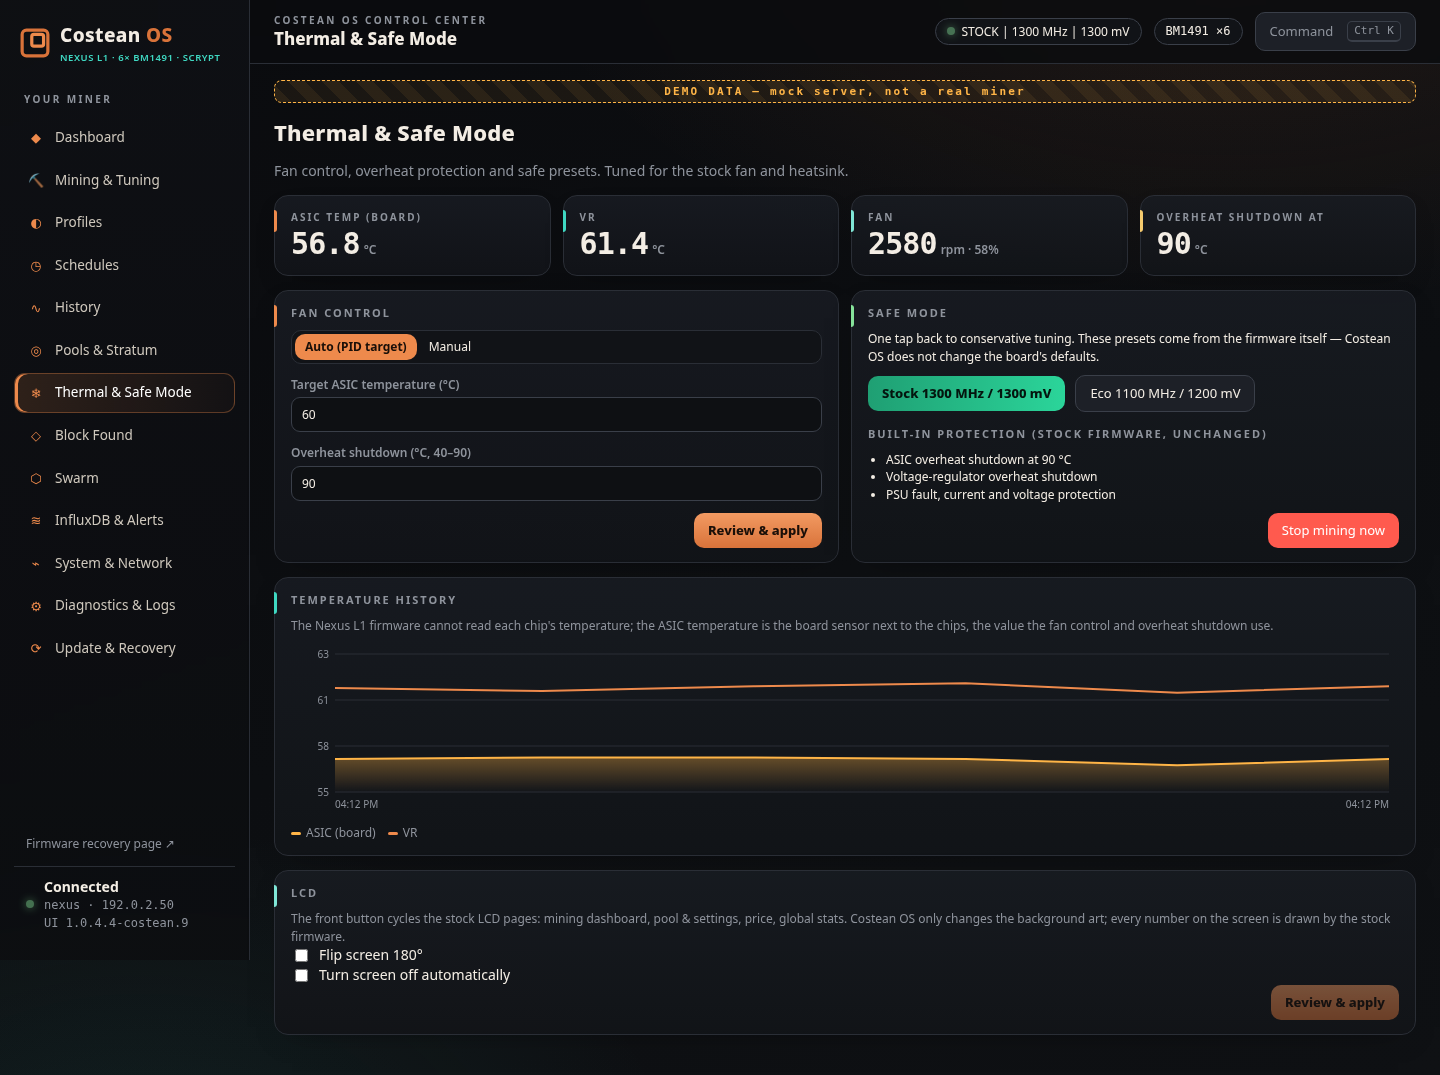 Costean OS
NEXUS L1 · 6× BM1491 · SCRYPT
YOUR MINER
Dashboard
Mining & Tuning
Profiles
Schedules
History
Pools & Stratum
Thermal & Safe Mode
Block Found
Swarm
InfluxDB & Alerts
System & Network
Diagnostics & Logs
Update & Recovery
Firmware recovery page ↗
Connected
nexus · 192.0.2.50
UI 1.0.4.4-costean.9
COSTEAN OS CONTROL CENTER
Thermal & Safe Mode
STOCK | 1300 MHz | 1300 mV
BM1491 ×6
Command Ctrl K
DEMO DATA — mock server, not a real miner
Thermal & Safe Mode
Fan control, overheat protection and safe presets. Tuned for the stock fan and heatsink.
ASIC TEMP (BOARD)
56.8 °C
VR
61.4 °C
FAN
2580 rpm · 58%
OVERHEAT SHUTDOWN AT
90 °C
FAN CONTROL
Auto (PID target) Manual
Target ASIC temperature (°C)
60
Overheat shutdown (°C, 40–90)
90
Review & apply
SAFE MODE
One tap back to conservative tuning. These presets come from the firmware itself — Costean
OS does not change the board's defaults.
Stock 1300 MHz / 1300 mV
Eco 1100 MHz / 1200 mV
BUILT-IN PROTECTION (STOCK FIRMWARE, UNCHANGED)
• ASIC overheat shutdown at 90 °C
• Voltage-regulator overheat shutdown
• PSU fault, current and voltage protection
Stop mining now
TEMPERATURE HISTORY
The Nexus L1 firmware cannot read each chip's temperature; the ASIC temperature is the board sensor next to the chips, the value the fan control and overheat shutdown use.
63
61
58
55
04:12 PM 04:12 PM
ASIC (board) VR
LCD
The front button cycles the stock LCD pages: mining dashboard, pool & settings, price, global stats. Costean OS only changes the background art; every number on the screen is drawn by the stock
firmware.
Flip screen 180°
Turn screen off automatically
Review & apply